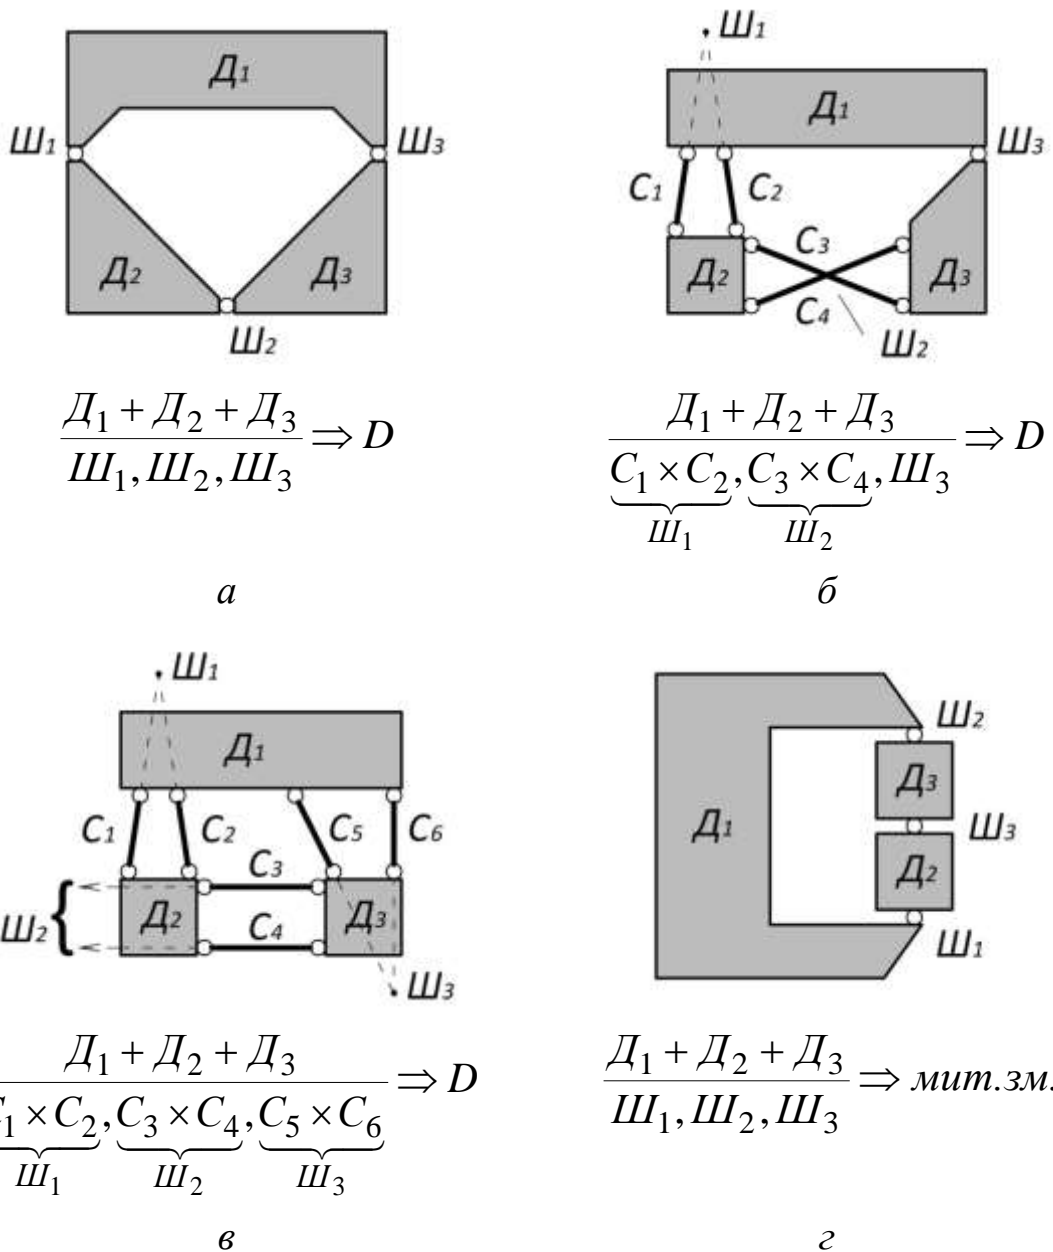 Д1
Ш1
Ш3
Д2
Д3
Ш2
Д₁ + Д₂ + Д₃
Ш₁, Ш₂, Ш₃
⇒ D
а
Ш1
Д1
Ш3
С1
С2
С3
Д2
Д3
С4
Ш2
Д₁ + Д₂ + Д₃
С₁ × С₂, С₃ × С₄, Ш₃
⇒ D
Ш₁ Ш₂
б
Ш1
Д1
С1 С2 С5 С6
С3
Ш2 {
Д2
Д3
С4
Ш3
Д₁ + Д₂ + Д₃
С₁ × С₂, С₃ × С₄, С₅ × С₆
⇒ D
Ш₁ Ш₂ Ш₃
в
Ш2
Д3
Д1
Ш3
Д2
Ш1
Д₁ + Д₂ + Д₃
Ш₁, Ш₂, Ш₃
⇒ мит.зм.
г